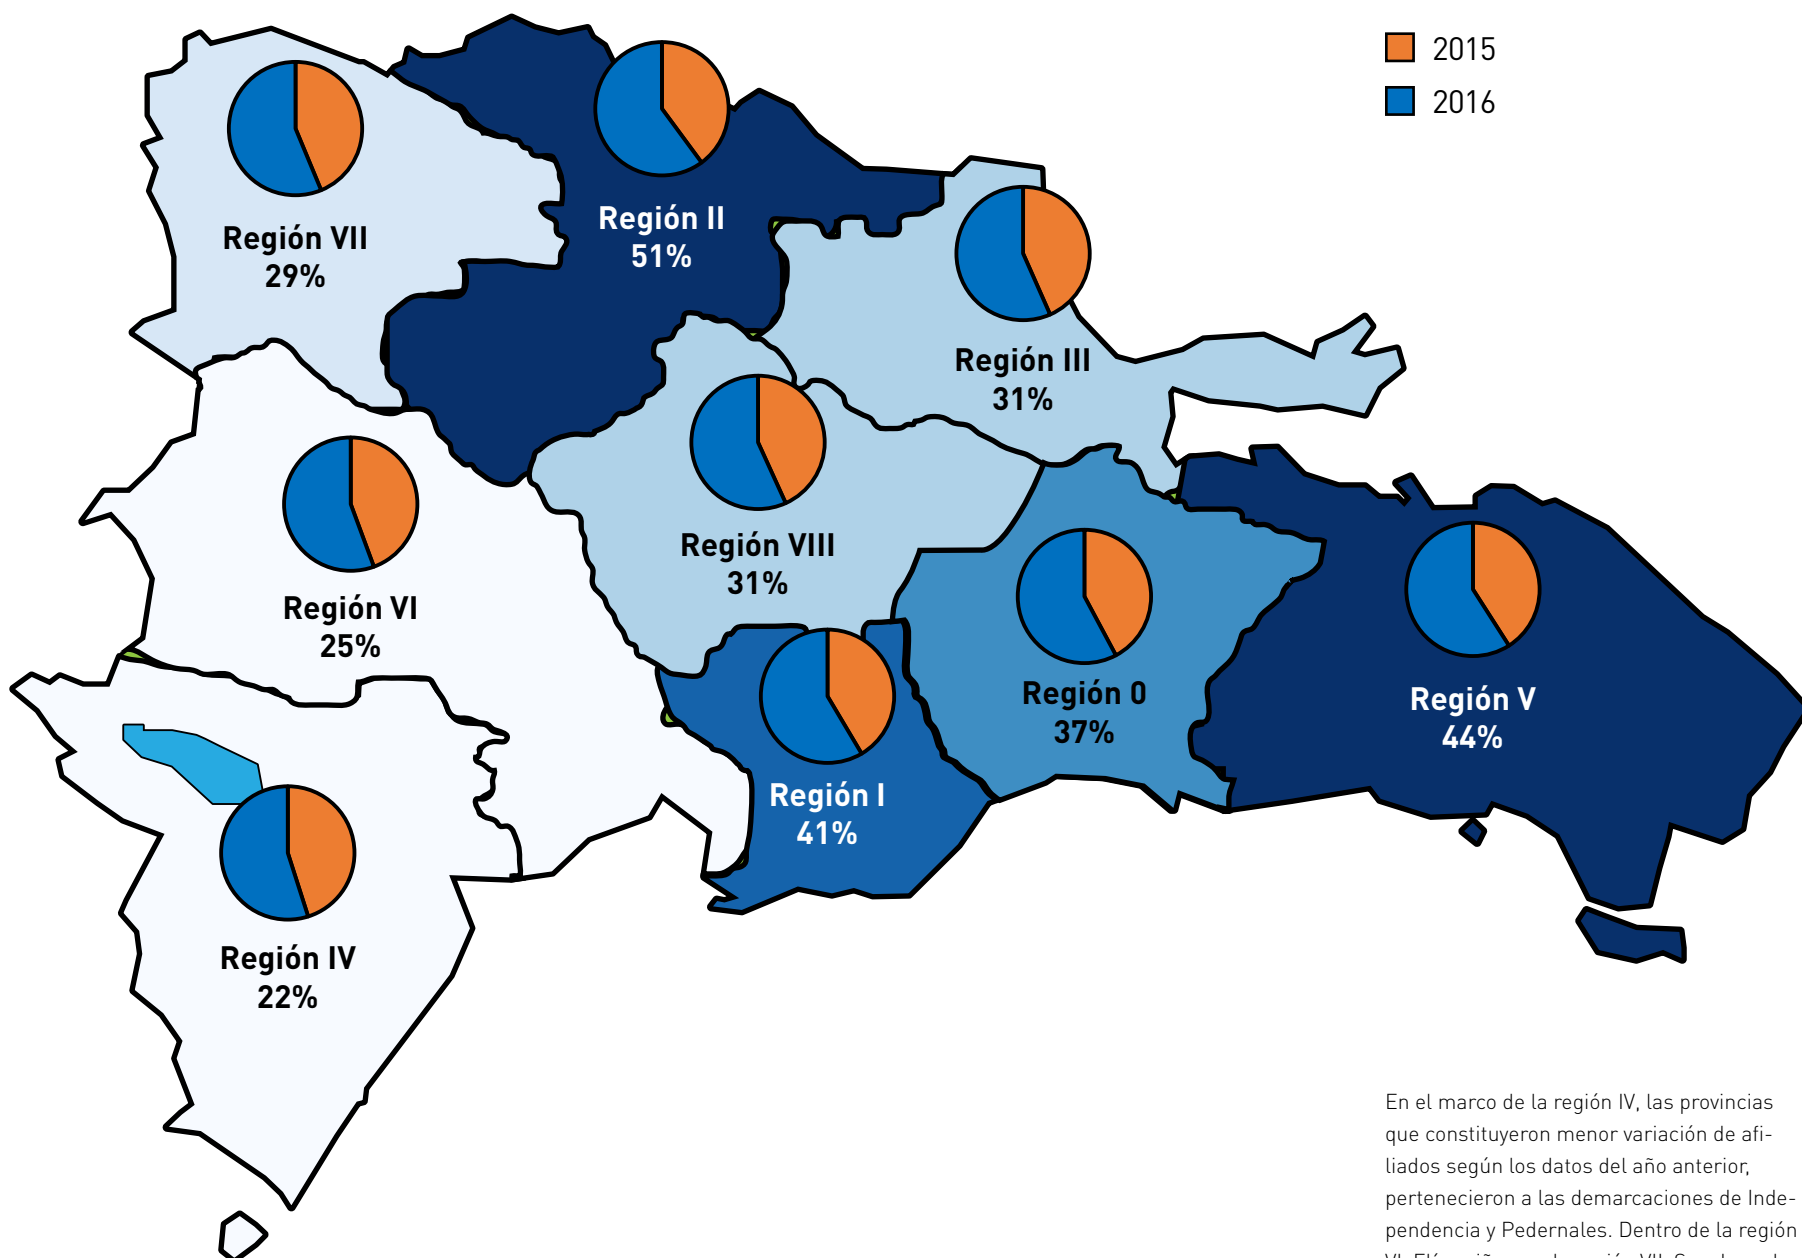 2015
2016
Región VII
29%
Región II
51%
Región III
31%
Región VI
25%
Región VIII
31%
Región 0
37%
Región V
44%
Región I
41%
Región IV
22%
En el marco de la región IV, las provincias
que constituyeron menor variación de afi-
liados según los datos del año anterior,
pertenecieron a las demarcaciones de Inde-
pendencia y Pedernales. Dentro de la región